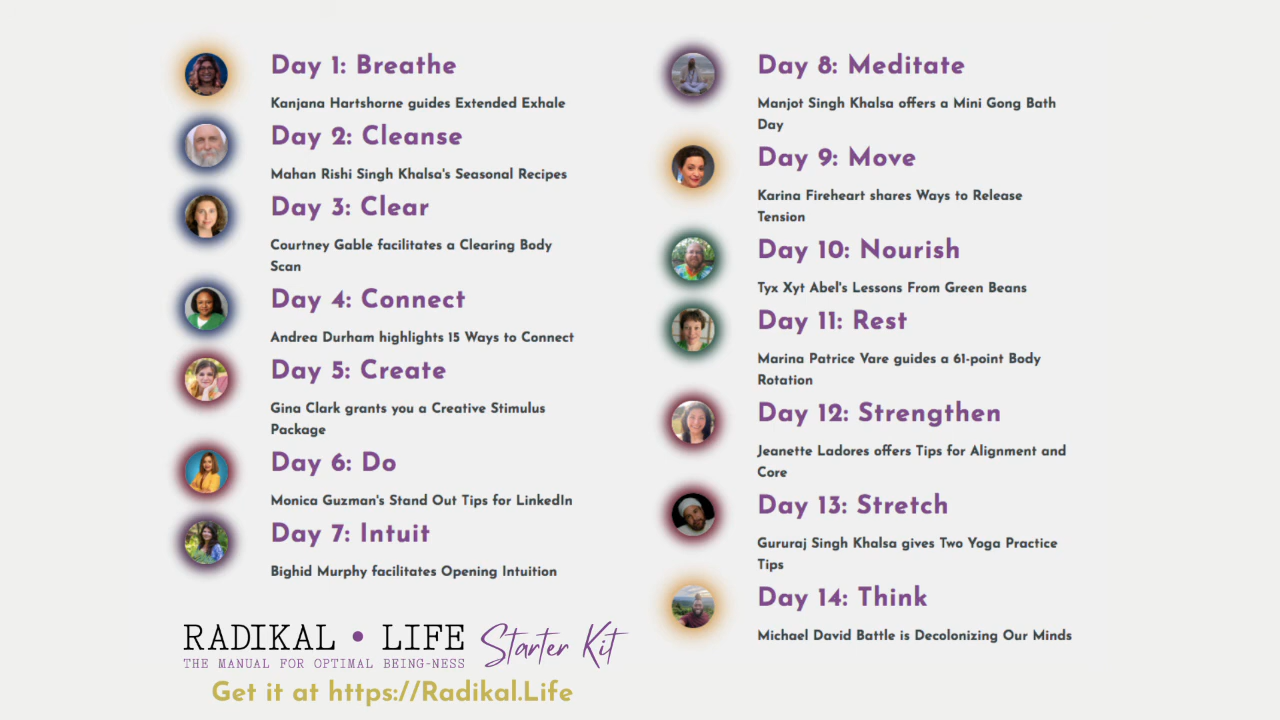 Day 1: Breathe
Kanjana Hartshorne guides Extended Exhale
Day 2: Cleanse
Mahan Rishi Singh Khalsa's Seasonal Recipes
Day 3: Clear
Courtney Gable facilitates a Clearing Body
Scan
Day 4: Connect
Andrea Durham highlights 15 Ways to Connect
Day 5: Create
Gina Clark grants you a Creative Stimulus
Package
Day 6: Do
Monica Guzman's Stand Out Tips for LinkedIn
Day 7: Intuit
Bighid Murphy facilitates Opening Intuition
Day 8: Meditate
Manjot Singh Khalsa offers a Mini Gong Bath
Day
Day 9: Move
Karina Fireheart shares Ways to Release
Tension
Day 10: Nourish
Tyx Xyt Abel's Lessons From Green Beans
Day 11: Rest
Marina Patrice Vare guides a 61-point Body
Rotation
Day 12: Strengthen
Jeanette Ladores offers Tips for Alignment and
Core
Day 13: Stretch
Gururaj Singh Khalsa gives Two Yoga Practice
Tips
Day 14: Think
Michael David Battle is Decolonizing Our Minds
RADIKAL • LIFE Starter Kit
THE MANUAL FOR OPTIMAL BEING-NESS
Get it at https://Radikal.Life